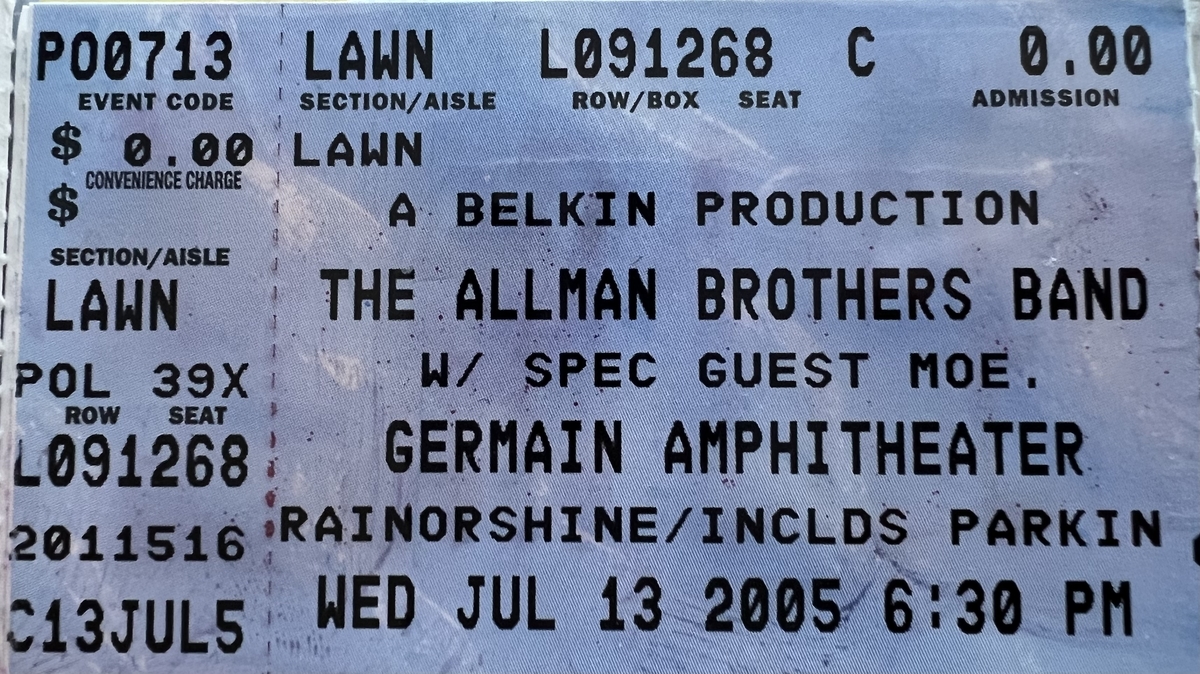 PO0713 LAWN L091268 C 0.00
EVENT CODE SECTION/AISLE ROW/BOX SEAT ADMISSION
$ 0.00 LAWN
CONVENIENCE CHARGE
$ A BELKIN PRODUCTION
SECTION/AISLE
LAWN THE ALLMAN BROTHERS BAND
POL 39X W/ SPEC GUEST MOE.
ROW SEAT
L091268 GERMAIN AMPHITHEATER
2011516 RAINORSHINE/INCLDS PARKIN
C13JUL5 WED JUL 13 2005 6:30 PM